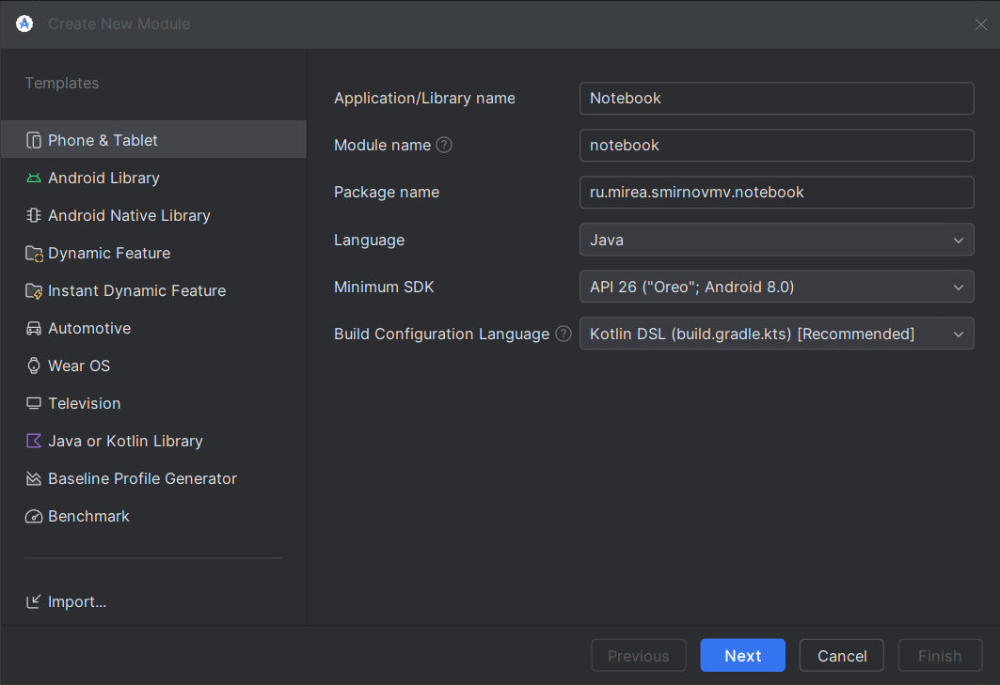 Create New Module
Templates
Phone & Tablet
Android Library
Android Native Library
Dynamic Feature
Instant Dynamic Feature
Automotive
Wear OS
Television
Java or Kotlin Library
Baseline Profile Generator
Benchmark
Import...
Application/Library name
Notebook
Module name ?
notebook
Package name
ru.mirea.smirnovmv.notebook
Language
Java
Minimum SDK
API 26 ("Oreo"; Android 8.0)
Build Configuration Language ?
Kotlin DSL (build.gradle.kts) [Recommended]
Previous
Next
Cancel
Finish